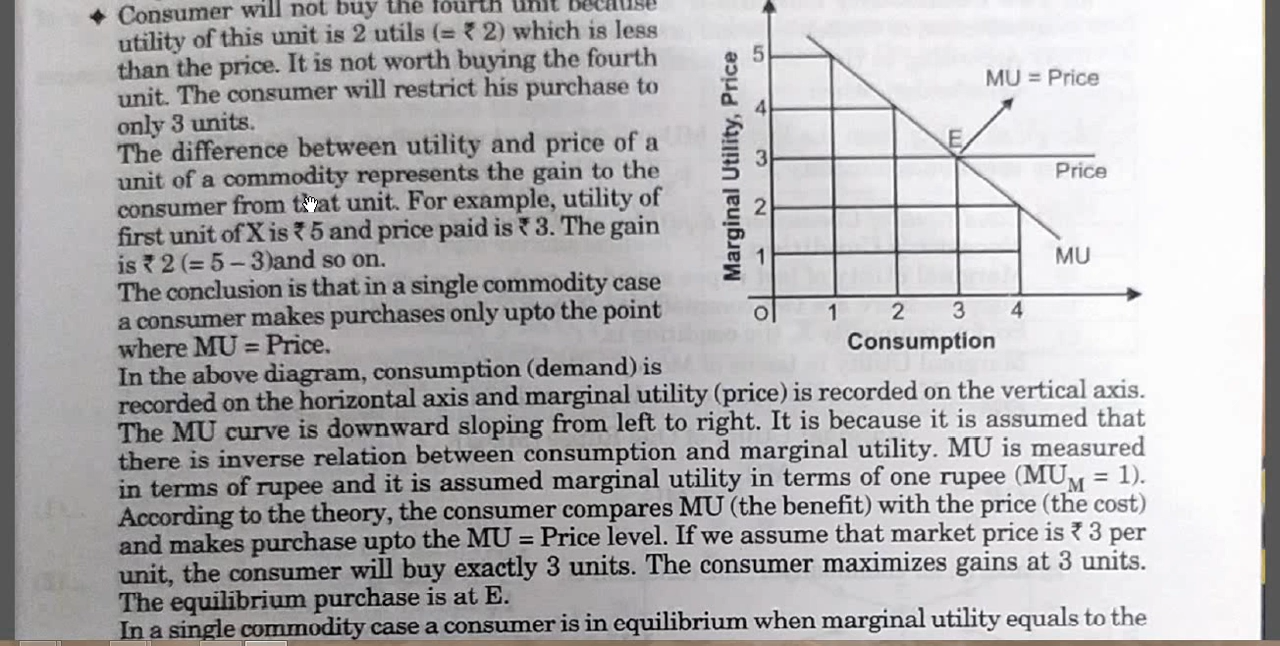 ✦ Consumer will not buy the fourth unit because
utility of this unit is 2 utils (= ₹ 2) which is less
than the price. It is not worth buying the fourth
unit. The consumer will restrict his purchase to
only 3 units.
The difference between utility and price of a
unit of a commodity represents the gain to the
consumer from that unit. For example, utility of
first unit of X is ₹ 5 and price paid is ₹ 3. The gain
is ₹ 2 (= 5 – 3)and so on.
The conclusion is that in a single commodity case
a consumer makes purchases only upto the point
where MU = Price.
In the above diagram, consumption (demand) is
Marginal Utility, Price
5
4
3
2
1
O
1
2
3
4
MU = Price
E
Price
MU
Consumption
recorded on the horizontal axis and marginal utility (price) is recorded on the vertical axis.
The MU curve is downward sloping from left to right. It is because it is assumed that
there is inverse relation between consumption and marginal utility. MU is measured
in terms of rupee and it is assumed marginal utility in terms of one rupee (MU_M = 1).
According to the theory, the consumer compares MU (the benefit) with the price (the cost)
and makes purchase upto the MU = Price level. If we assume that market price is ₹ 3 per
unit, the consumer will buy exactly 3 units. The consumer maximizes gains at 3 units.
The equilibrium purchase is at E.
In a single commodity case a consumer is in equilibrium when marginal utility equals to the